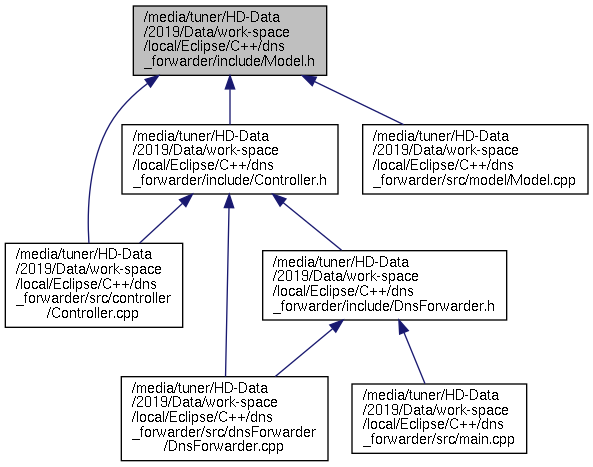 /media/tuner/HD-Data
/2019/Data/work-space
/local/Eclipse/C++/dns
_forwarder/include/Model.h
/media/tuner/HD-Data
/2019/Data/work-space
/local/Eclipse/C++/dns
_forwarder/include/Controller.h
/media/tuner/HD-Data
/2019/Data/work-space
/local/Eclipse/C++/dns
_forwarder/src/model/Model.cpp
/media/tuner/HD-Data
/2019/Data/work-space
/local/Eclipse/C++/dns
_forwarder/src/controller
/Controller.cpp
/media/tuner/HD-Data
/2019/Data/work-space
/local/Eclipse/C++/dns
_forwarder/include/DnsForwarder.h
/media/tuner/HD-Data
/2019/Data/work-space
/local/Eclipse/C++/dns
_forwarder/src/dnsForwarder
/DnsForwarder.cpp
/media/tuner/HD-Data
/2019/Data/work-space
/local/Eclipse/C++/dns
_forwarder/src/main.cpp